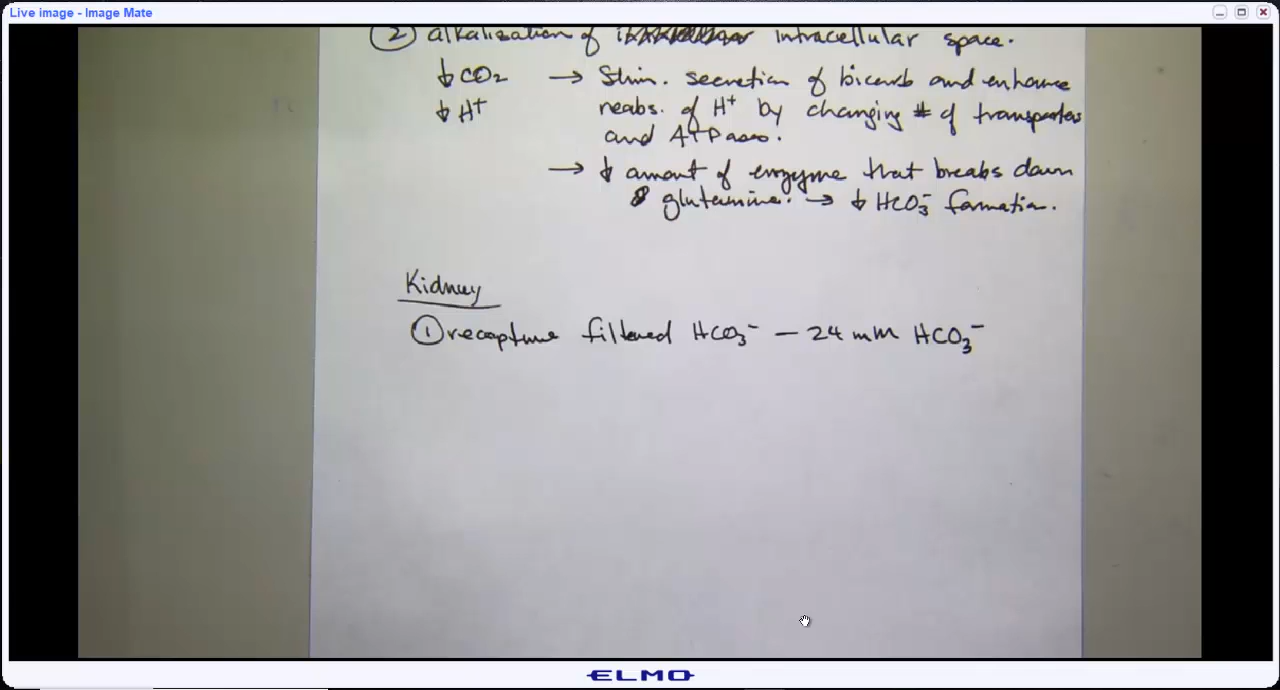 Live image - Image Mate
② alkalisation of intracellular space.
↓ CO₂ → Stim. secretion of bicarb and enhance
↓ H⁺ reabs. of H⁺ by changing # of transporters
and ATPases.
→ ↓ amount of enzyme that breaks down
glutamine. → ↓ HCO₃⁻ formation.
Kidney
① recapture filtered HCO₃⁻ — 24 mM HCO₃⁻
ELMO